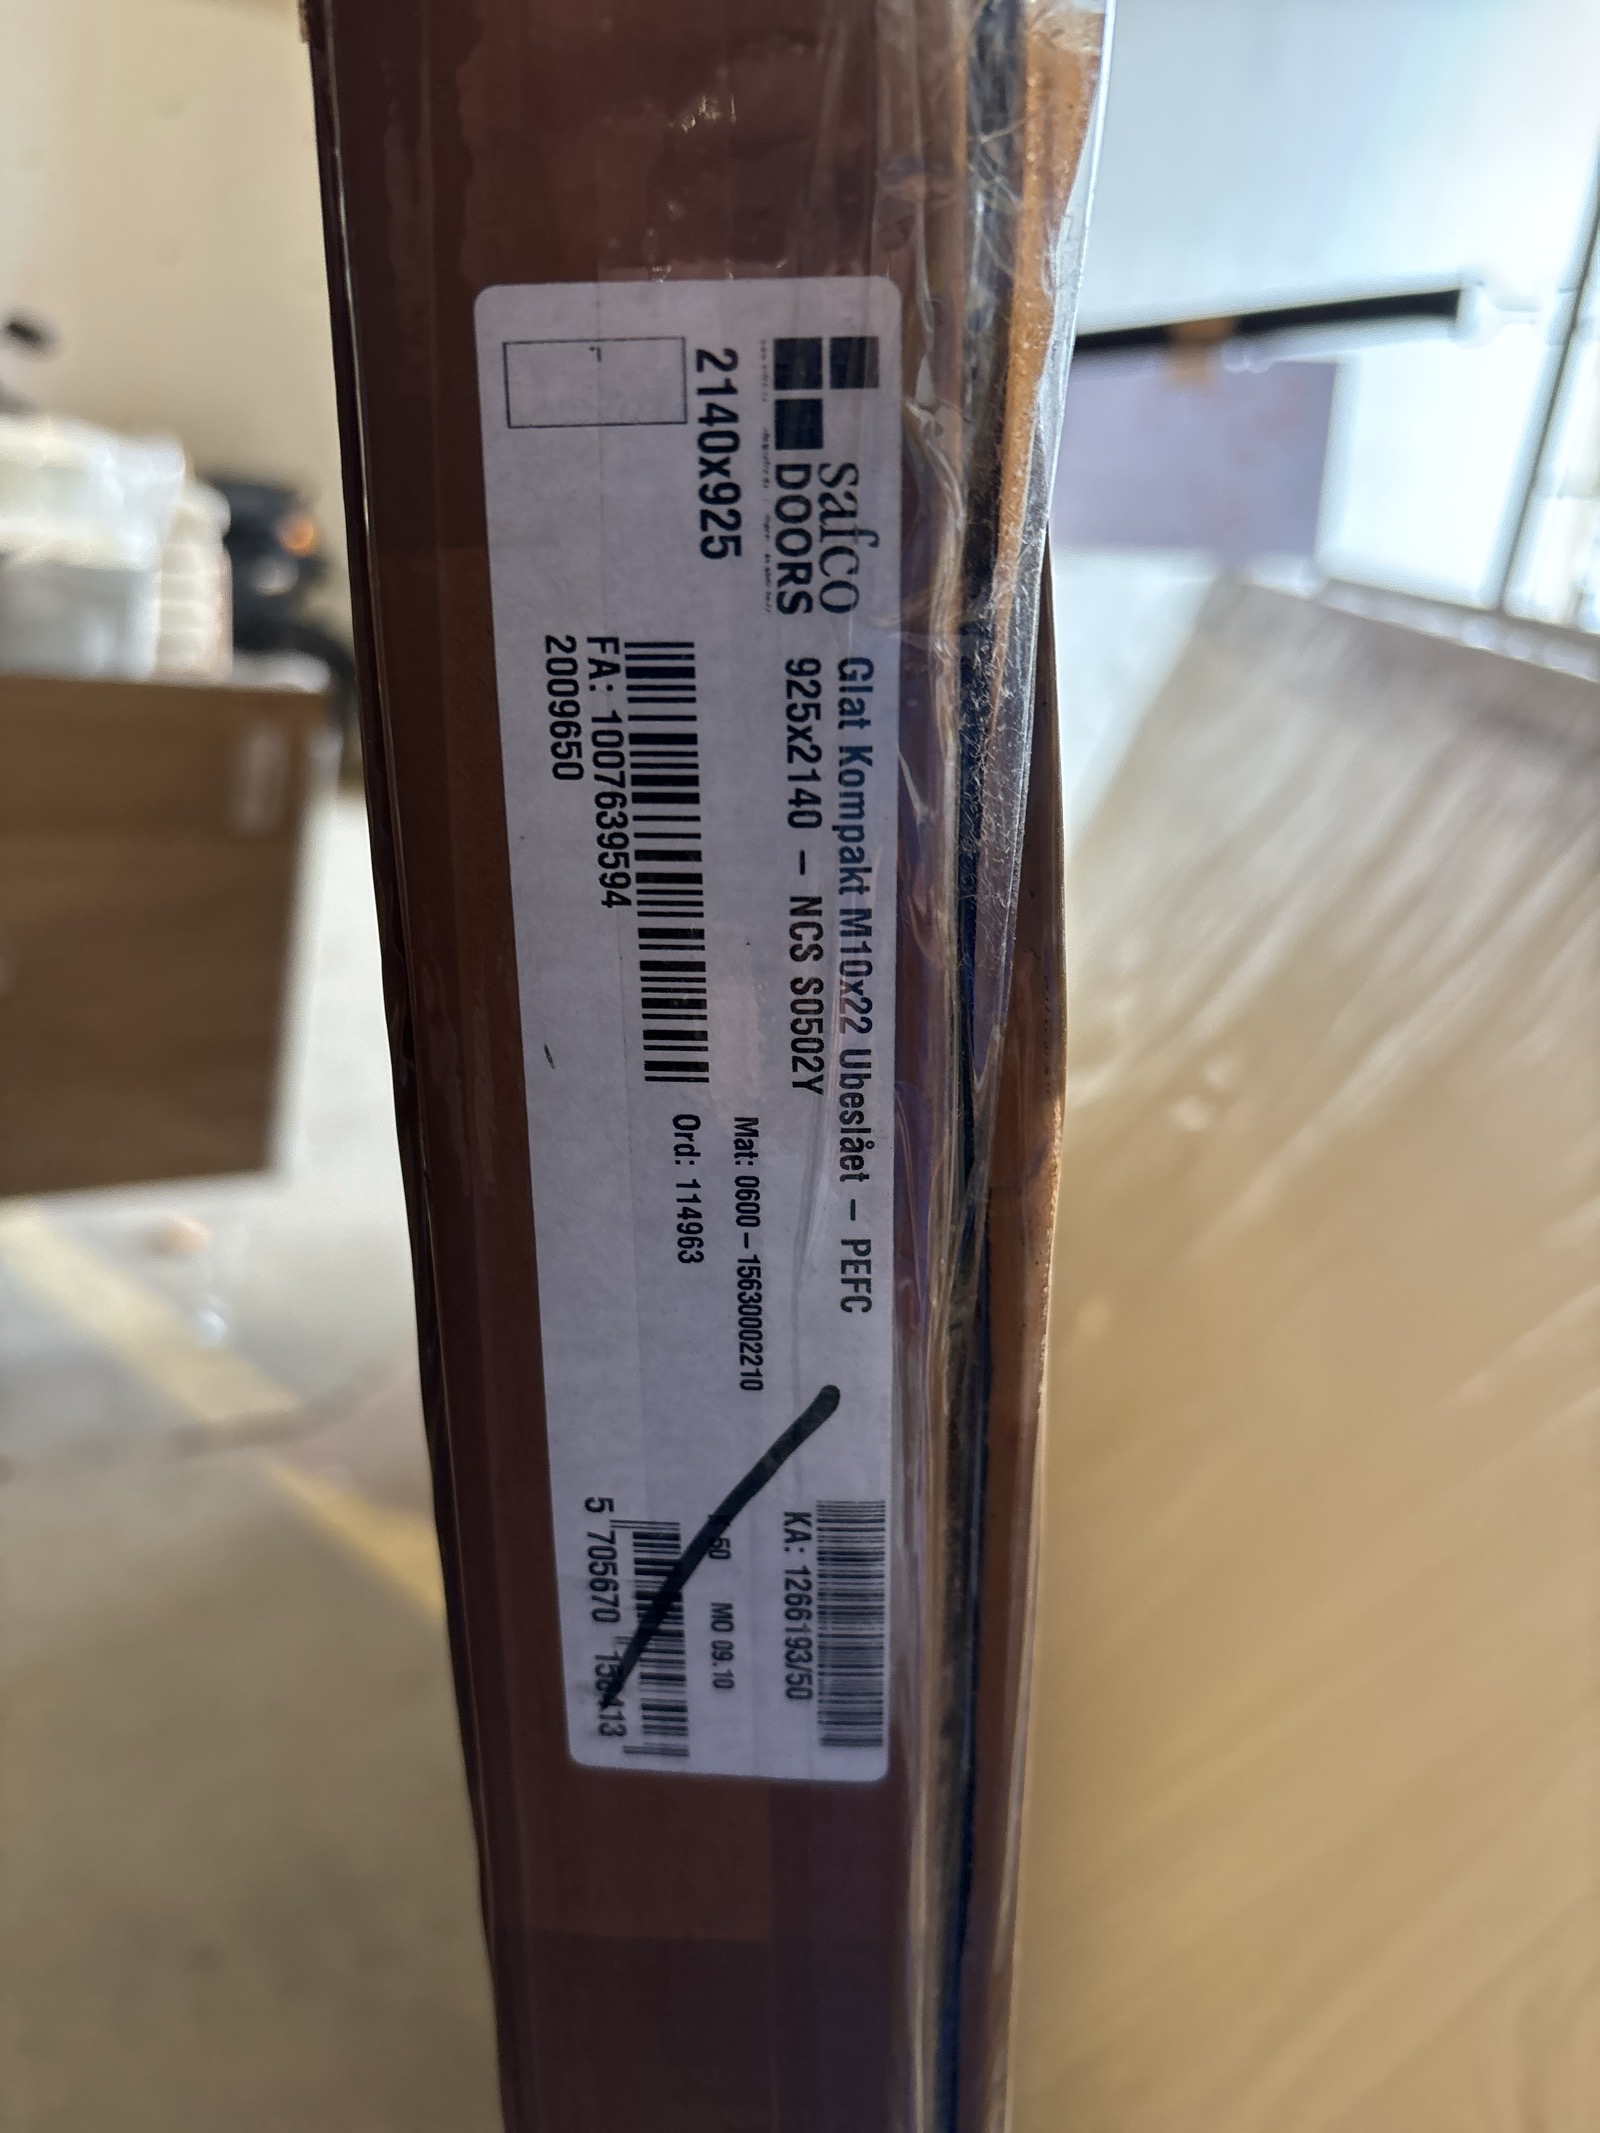 safco
DOORS
2140x925
Glat Kompakt M10x22 Ubeslået – PEFC
925x2140 – NCS S0502Y
FA: 1007639594
2009650
Mat: 0600–1563002210
Ord: 114963
KA: 1266193/50
MO 09.10
5 705670